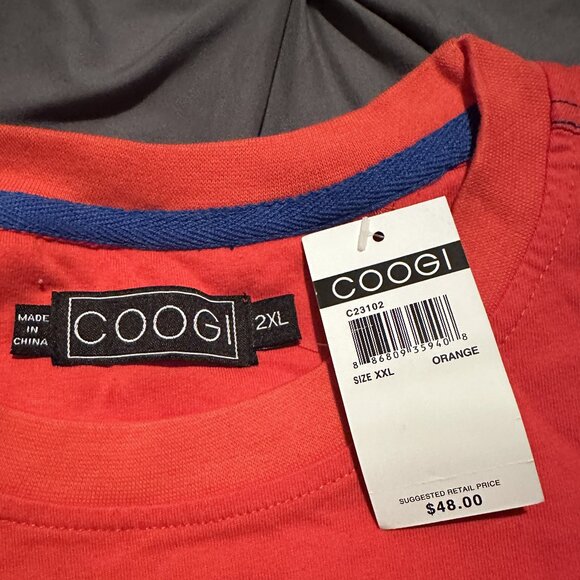 MADE
IN
CHINA
COOGI
2XL
COOGI
C23102
8 86809 35940 8
SIZE XXL ORANGE
SUGGESTED RETAIL PRICE
$48.00